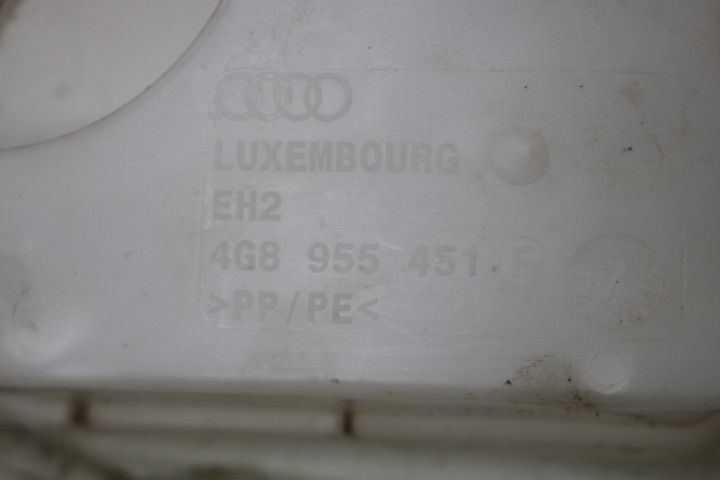 LUXEMBOURG
EH2
4G8 955 451 F
>PP/PE<